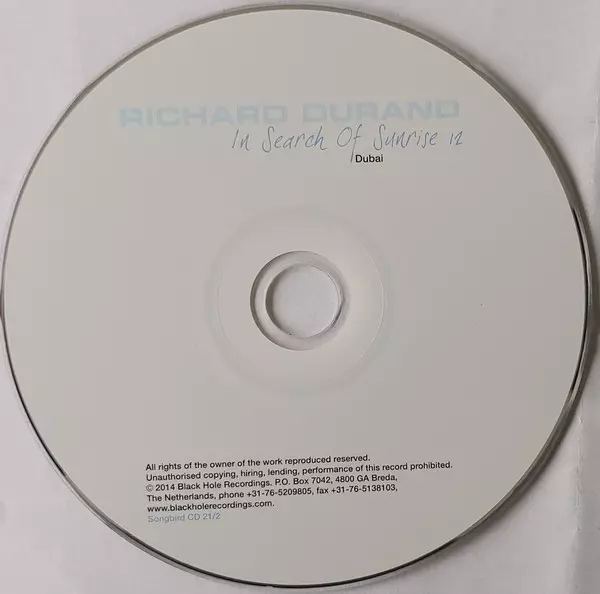 RICHARD DURAND
In Search Of Sunrise 12
Dubai
All rights of the owner of the work reproduced reserved.
Unauthorised copying, hiring, lending, performance of this record prohibited.
© 2014 Black Hole Recordings. P.O. Box 7042, 4800 GA Breda,
The Netherlands, phone +31-76-5209805, fax +31-76-5138103,
www.blackholerecordings.com.
Songbird CD 21/2